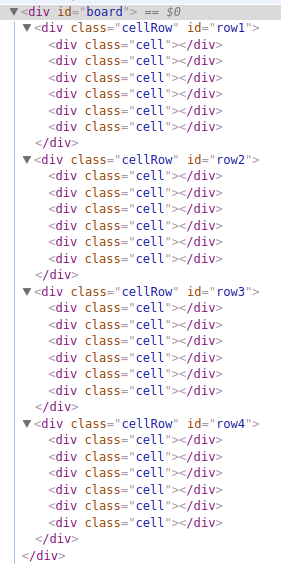 ▼<div id="board"> == $0
▼<div class="cellRow" id="row1">
<div class="cell"></div>
<div class="cell"></div>
<div class="cell"></div>
<div class="cell"></div>
<div class="cell"></div>
<div class="cell"></div>
</div>
▼<div class="cellRow" id="row2">
<div class="cell"></div>
<div class="cell"></div>
<div class="cell"></div>
<div class="cell"></div>
<div class="cell"></div>
<div class="cell"></div>
</div>
▼<div class="cellRow" id="row3">
<div class="cell"></div>
<div class="cell"></div>
<div class="cell"></div>
<div class="cell"></div>
<div class="cell"></div>
<div class="cell"></div>
</div>
▼<div class="cellRow" id="row4">
<div class="cell"></div>
<div class="cell"></div>
<div class="cell"></div>
<div class="cell"></div>
<div class="cell"></div>
<div class="cell"></div>
</div>
</div>